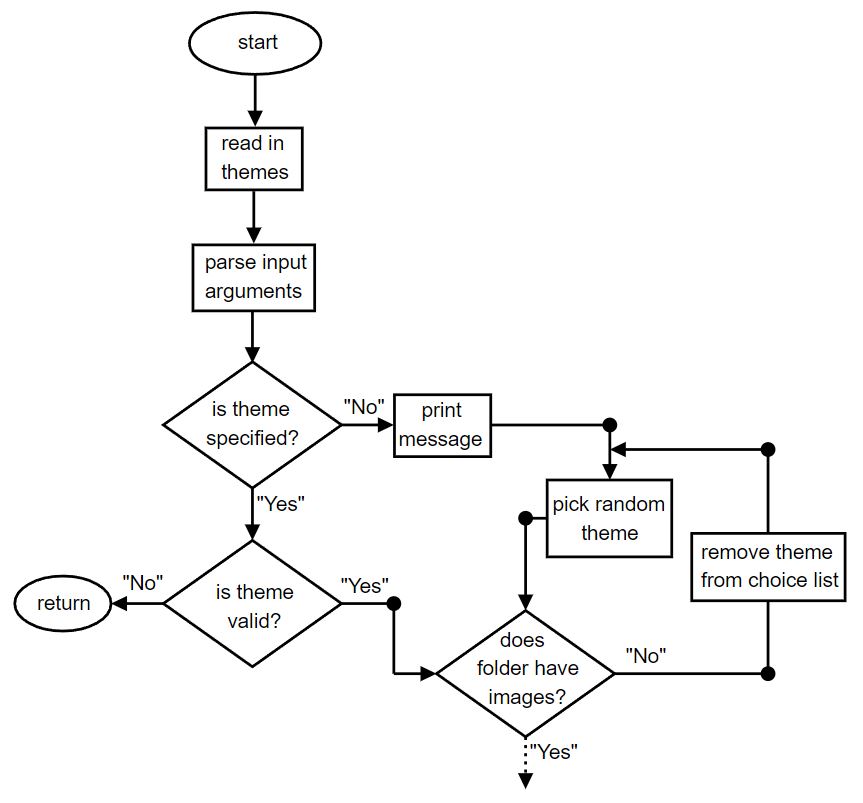 start
read in
themes
parse input
arguments
is theme
specified?
"No"
print
message
"Yes"
pick random
theme
remove theme
from choice list
is theme
valid?
"No"
return
"Yes"
does
folder have
images?
"No"
"Yes"